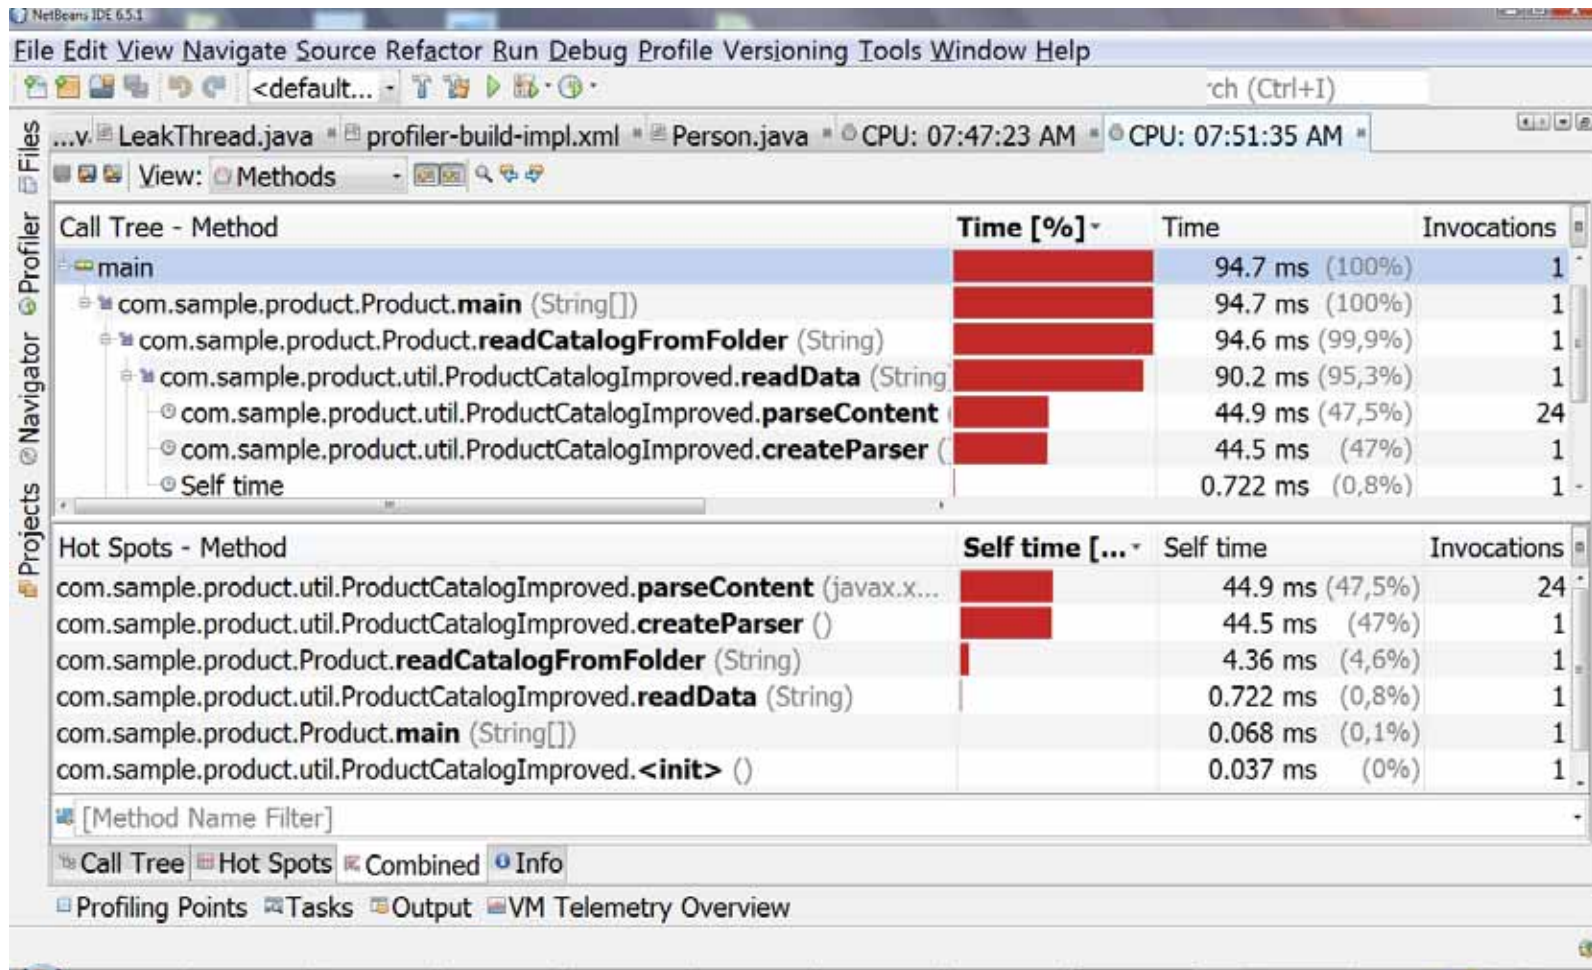 NetBeans IDE 6.5.1
File Edit View Navigate Source Refactor Run Debug Profile Versioning Tools Window Help
<default... rch (Ctrl+I)
...v. LeakThread.java profiler-build-impl.xml Person.java CPU: 07:47:23 AM CPU: 07:51:35 AM
View: Methods
Call Tree - Method Time [%] Time Invocations
main 94.7 ms (100%) 1
com.sample.product.Product.main (String[]) 94.7 ms (100%) 1
com.sample.product.Product.readCatalogFromFolder (String) 94.6 ms (99,9%) 1
com.sample.product.util.ProductCatalogImproved.readData (String 90.2 ms (95,3%) 1
com.sample.product.util.ProductCatalogImproved.parseContent ( 44.9 ms (47,5%) 24
com.sample.product.util.ProductCatalogImproved.createParser ( 44.5 ms (47%) 1
Self time 0.722 ms (0,8%) 1
Hot Spots - Method Self time [... Self time Invocations
com.sample.product.util.ProductCatalogImproved.parseContent (javax.x... 44.9 ms (47,5%) 24
com.sample.product.util.ProductCatalogImproved.createParser () 44.5 ms (47%) 1
com.sample.product.Product.readCatalogFromFolder (String) 4.36 ms (4,6%) 1
com.sample.product.util.ProductCatalogImproved.readData (String) 0.722 ms (0,8%) 1
com.sample.product.Product.main (String[]) 0.068 ms (0,1%) 1
com.sample.product.util.ProductCatalogImproved.<init> () 0.037 ms (0%) 1
[Method Name Filter]
Call Tree Hot Spots Combined Info
Profiling Points Tasks Output VM Telemetry Overview
Files
Profiler
Navigator
Projects